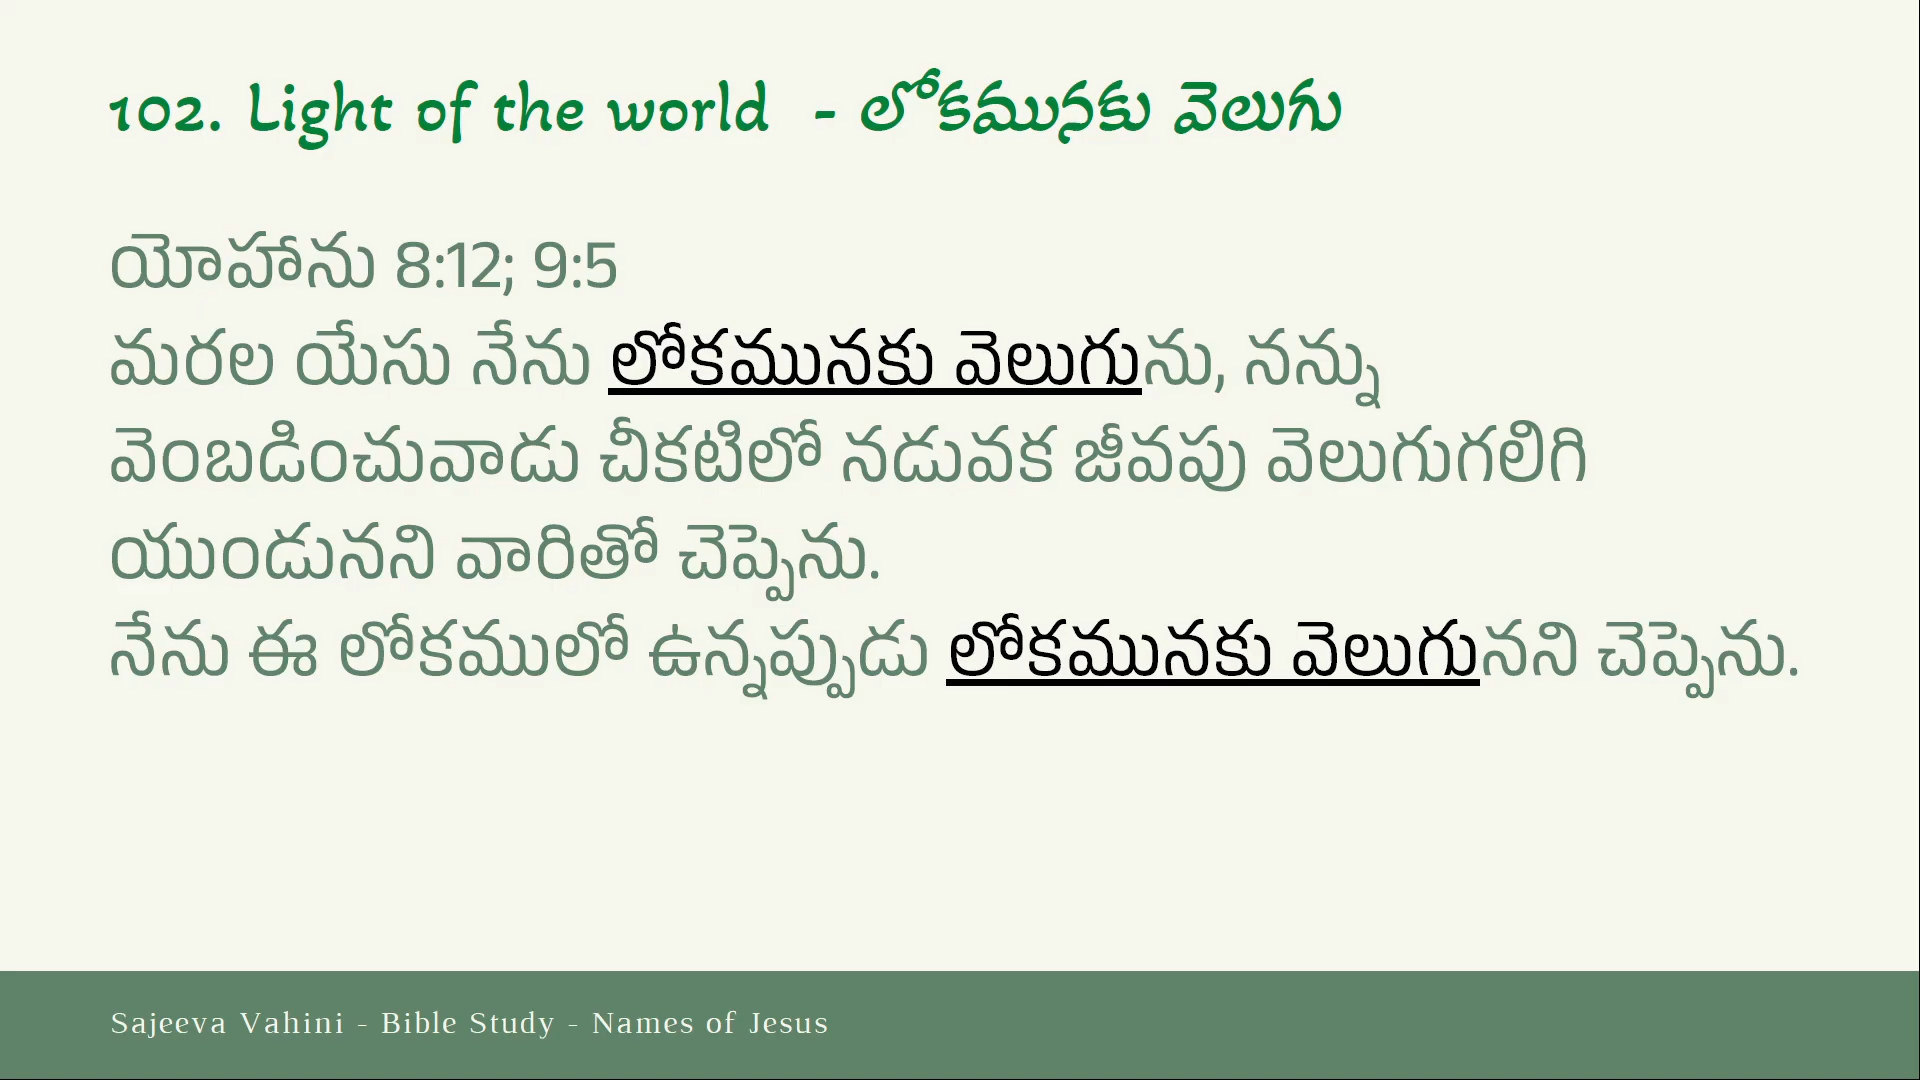 102. Light of the world - లోకమునకు వెలుగు
యోహాను 8:12; 9:5
మరల యేసు నేను లోకమునకు వెలుగును, నన్ను
వెంబడించువాడు చీకటిలో నడువక జీవపు వెలుగుగలిగి
యుండునని వారితో చెప్పెను.
నేను ఈ లోకములో ఉన్నప్పుడు లోకమునకు వెలుగునని చెప్పెను.
Sajeeva Vahini - Bible Study - Names of Jesus